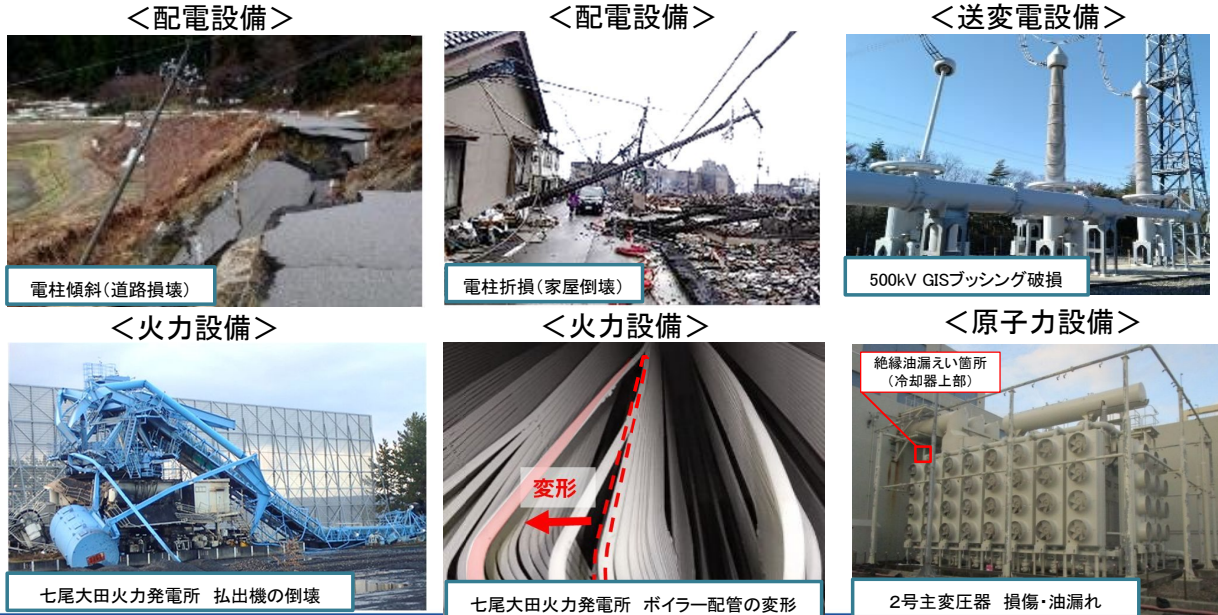 ＜配電設備＞
＜配電設備＞
＜送変電設備＞
電柱傾斜（道路損壊）
電柱折損（家屋倒壊）
500kV GISブッシング破損
＜火力設備＞
＜火力設備＞
＜原子力設備＞
絶縁油漏えい箇所
（冷却器上部）
変形
七尾大田火力発電所　払出機の倒壊
七尾大田火力発電所　ボイラー配管の変形
２号主変圧器　損傷・油漏れ